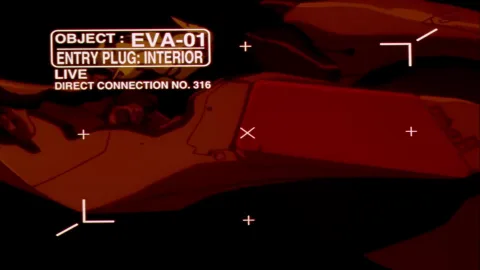 OBJECT : EVA-01
ENTRY PLUG: INTERIOR
LIVE
DIRECT CONNECTION NO. 316